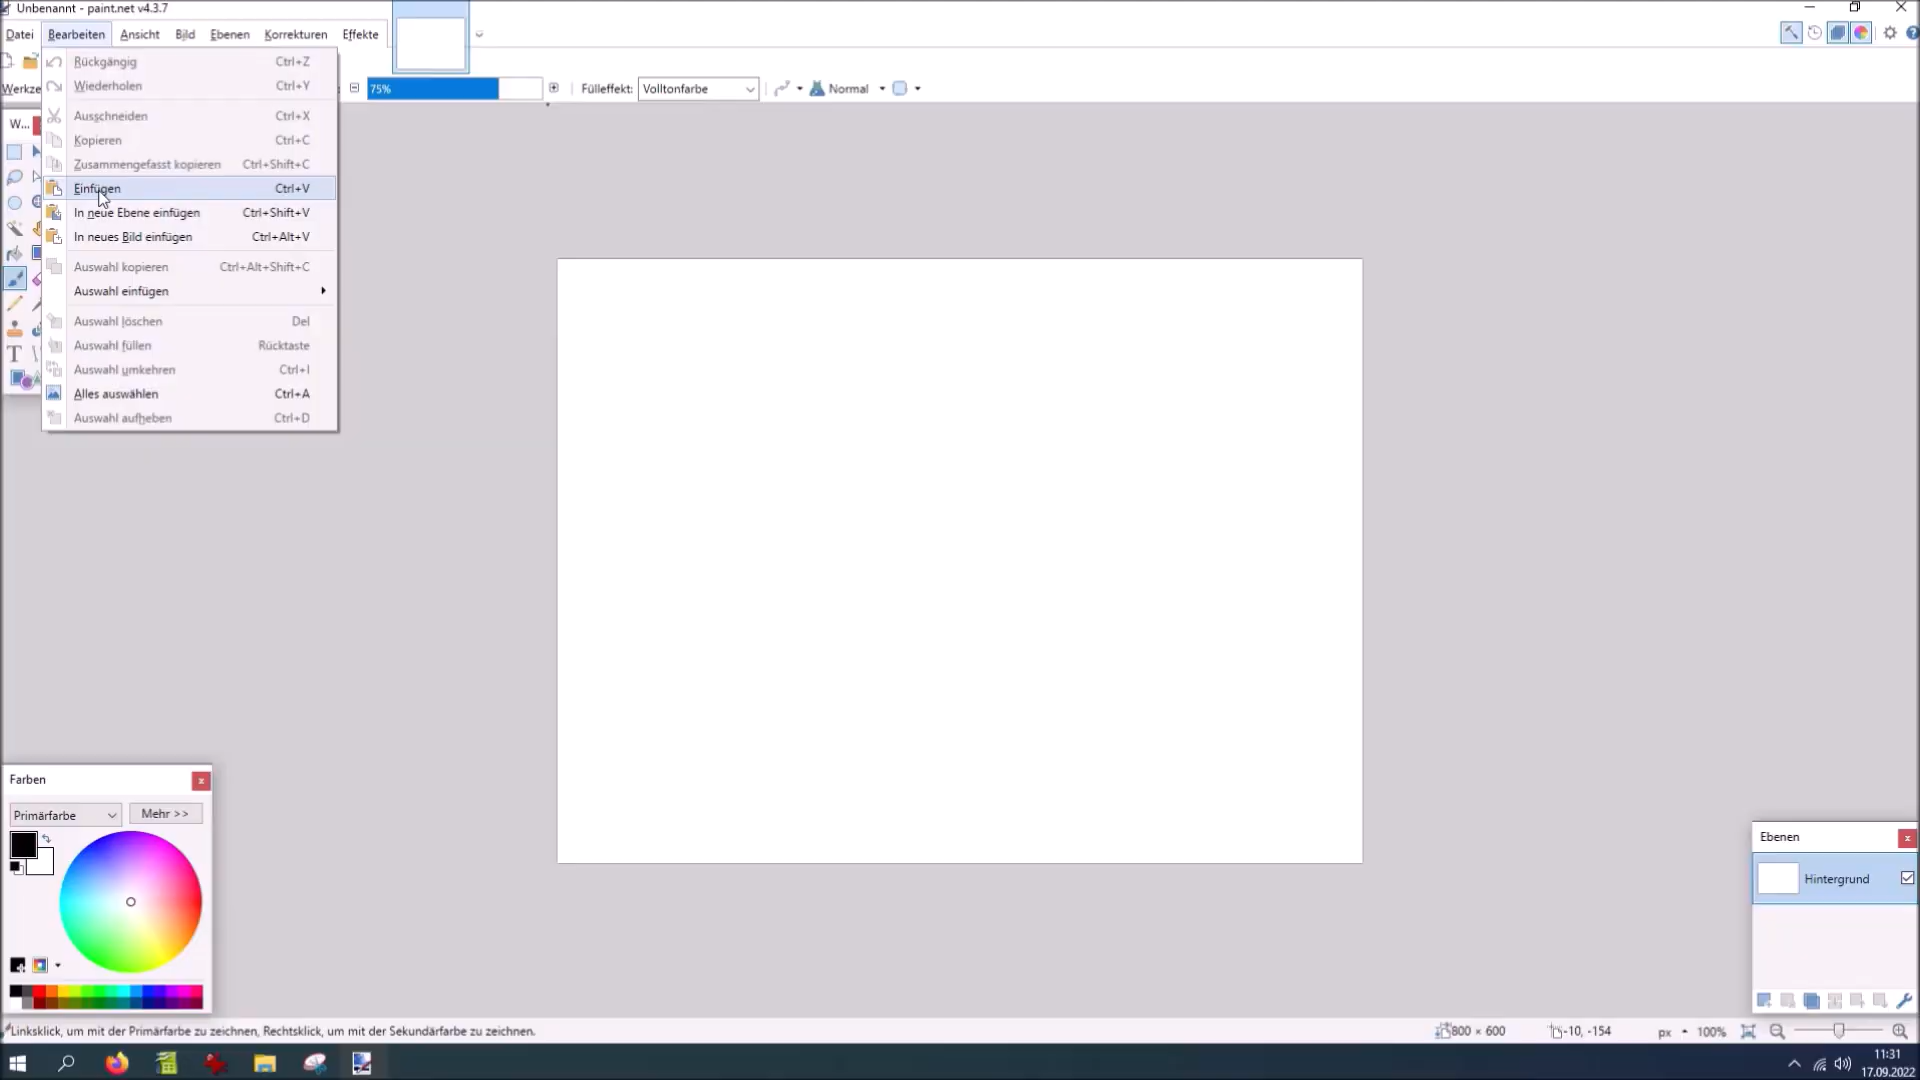 Unbenannt - paint.net v4.3.7
Datei Bearbeiten Ansicht Bild Ebenen Korrekturen Effekte
Rückgängig Ctrl+Z
Wiederholen Ctrl+Y
Ausschneiden Ctrl+X
Kopieren Ctrl+C
Zusammengefasst kopieren Ctrl+Shift+C
Einfügen Ctrl+V
In neue Ebene einfügen Ctrl+Shift+V
In neues Bild einfügen Ctrl+Alt+V
Auswahl kopieren Ctrl+Alt+Shift+C
Auswahl einfügen
Auswahl löschen Del
Auswahl füllen Rücktaste
Auswahl umkehren Ctrl+I
Alles auswählen Ctrl+A
Auswahl aufheben Ctrl+D
Werkze
75% Fülleffekt: Volltonfarbe Normal
W...
T
Farben
Primärfarbe Mehr >>
Ebenen
Hintergrund
Linksklick, um mit der Primärfarbe zu zeichnen, Rechtsklick, um mit der Sekundärfarbe zu zeichnen.
800 × 600 -10, -154 px 100%
11:31
17.09.2022